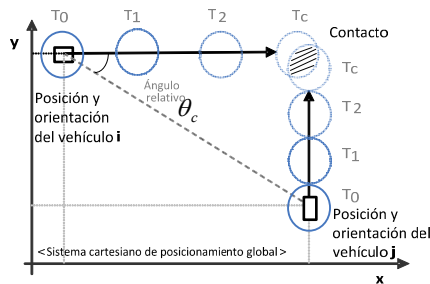 T0
T1
T2
Tc
Contacto
y
Tc
Ángulo
relativo
θc
Posición y
orientación
del vehículo i
T2
T1
T0
Posición y
orientación del
vehículo j
<Sistema cartesiano de posicionamiento global>
x